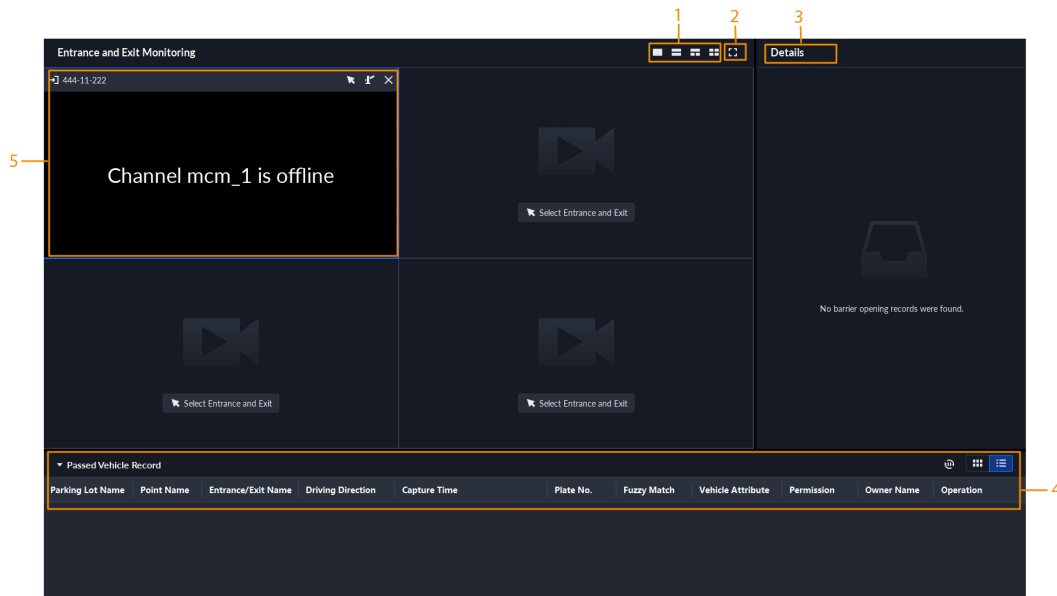 1
2
3
Entrance and Exit Monitoring
Details
444-11-222
5
Channel mcm_1 is offline
Select Entrance and Exit
No barrier opening records were found.
Select Entrance and Exit
Select Entrance and Exit
Passed Vehicle Record
Parking Lot Name Point Name Entrance/Exit Name Driving Direction Capture Time Plate No. Fuzzy Match Vehicle Attribute Permission Owner Name Operation
4